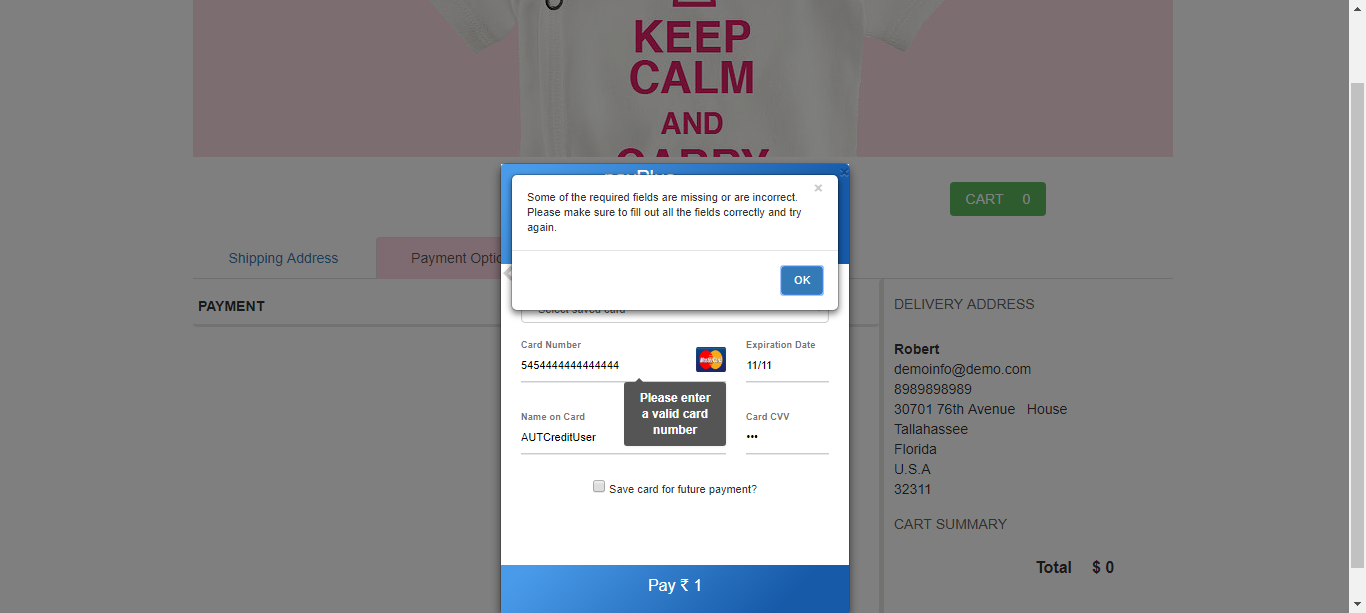 KEEP
CALM
AND
CARRY
payPlus
×
Some of the required fields are missing or are incorrect.
Please make sure to fill out all the fields correctly and try
again.
OK
CART 0
Shipping Address
Payment Optio
PAYMENT
Select saved card
Card Number
5454444444444444
Expiration Date
11/11
Please enter
a valid card
number
Name on Card
AUTCreditUser
Card CVV
•••
Save card for future payment?
Pay ₹ 1
DELIVERY ADDRESS
Robert
demoinfo@demo.com
8989898989
30701 76th Avenue House
Tallahassee
Florida
U.S.A
32311
CART SUMMARY
Total $ 0